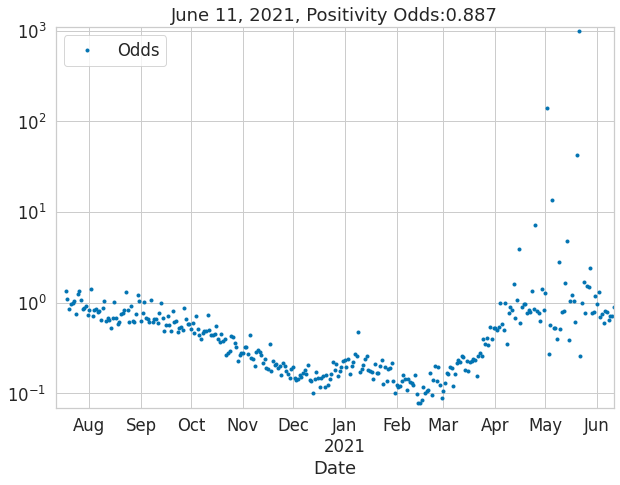 June 11, 2021, Positivity Odds:0.887
Odds
10³
10²
10¹
10⁰
10⁻¹
Aug Sep Oct Nov Dec Jan Feb Mar Apr May Jun
2021
Date